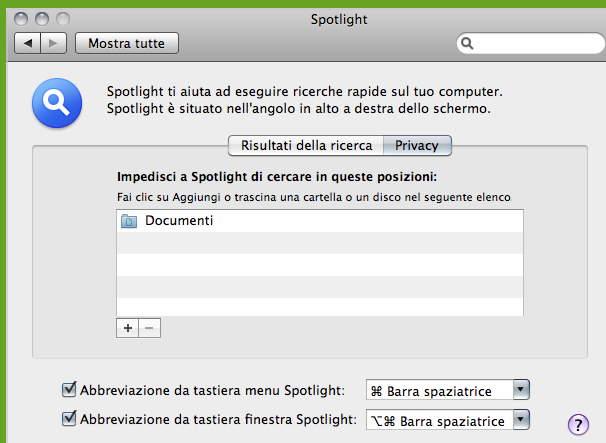 Spotlight
Mostra tutte
Spotlight ti aiuta ad eseguire ricerche rapide sul tuo computer.
Spotlight è situato nell'angolo in alto a destra dello schermo.
Risultati della ricerca Privacy
Impedisci a Spotlight di cercare in queste posizioni:
Fai clic su Aggiungi o trascina una cartella o un disco nel seguente elenco
Documenti
+ −
Abbreviazione da tastiera menu Spotlight: ⌘ Barra spaziatrice
Abbreviazione da tastiera finestra Spotlight: ⌥⌘ Barra spaziatrice
?